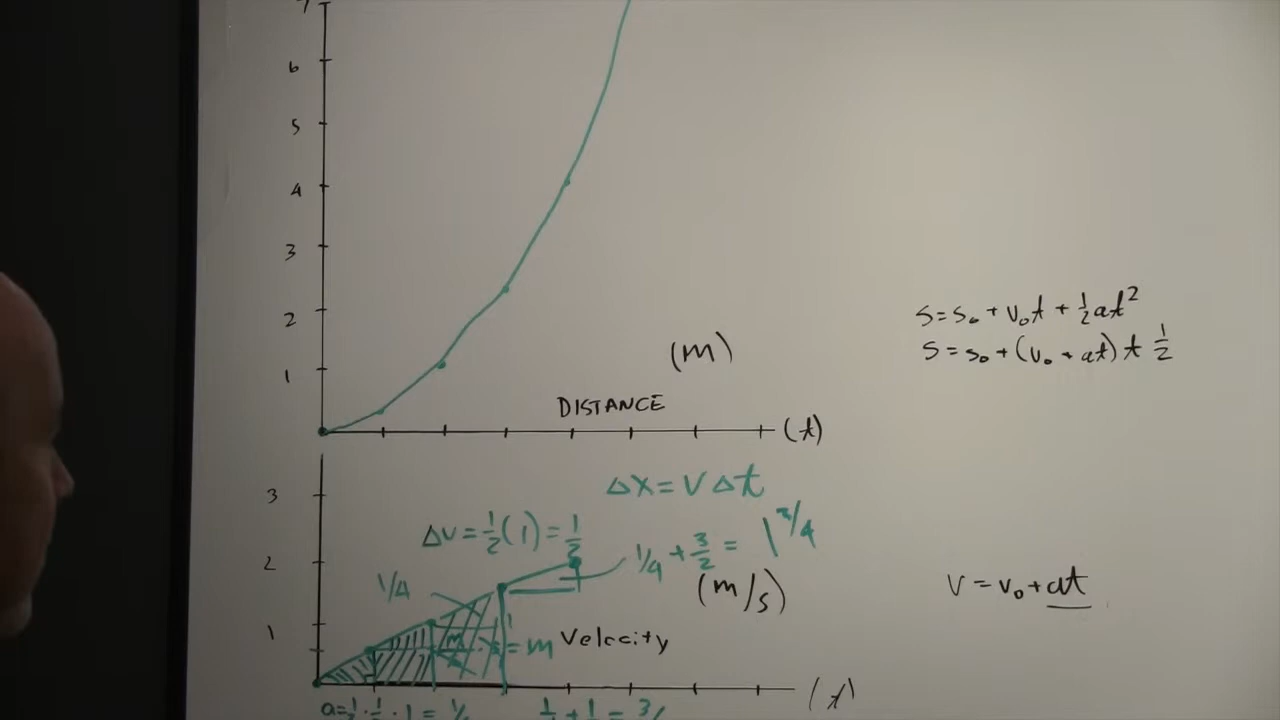 7
6
5
4
3
2
1
(m)
DISTANCE
(t)
s=s₀+v₀t+½at²
s=s₀+(v₀+at)t ½
3
2
1
Δx=vΔt
Δv=½(1)=½
1/4
1/4+3/2= 1 3/4
(m/s)
=m
Velocity
(t)
v=v₀+at